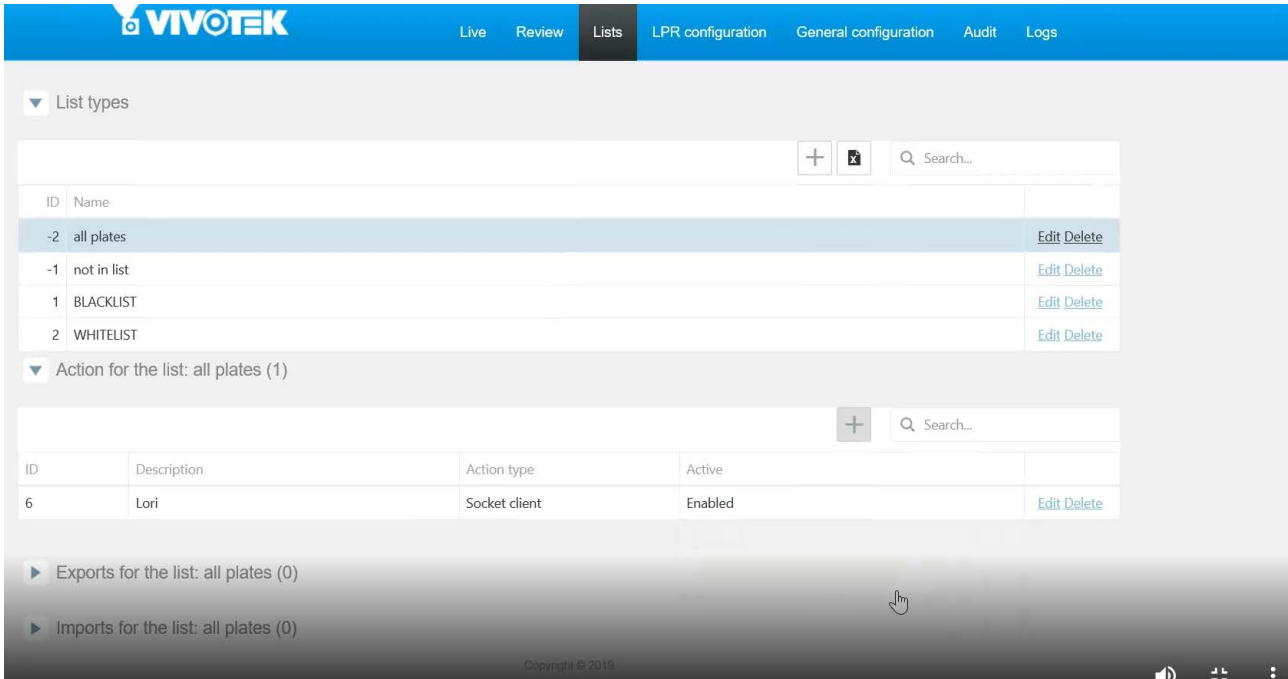 VIVOTEK
Live Review Lists LPR configuration General configuration Audit Logs
List types
Search...
ID Name
-2 all plates Edit Delete
-1 not in list Edit Delete
1 BLACKLIST Edit Delete
2 WHITELIST Edit Delete
Action for the list: all plates (1)
Search...
ID Description Action type Active
6 Lori Socket client Enabled Edit Delete
Exports for the list: all plates (0)
Imports for the list: all plates (0)
Copyright © 2019